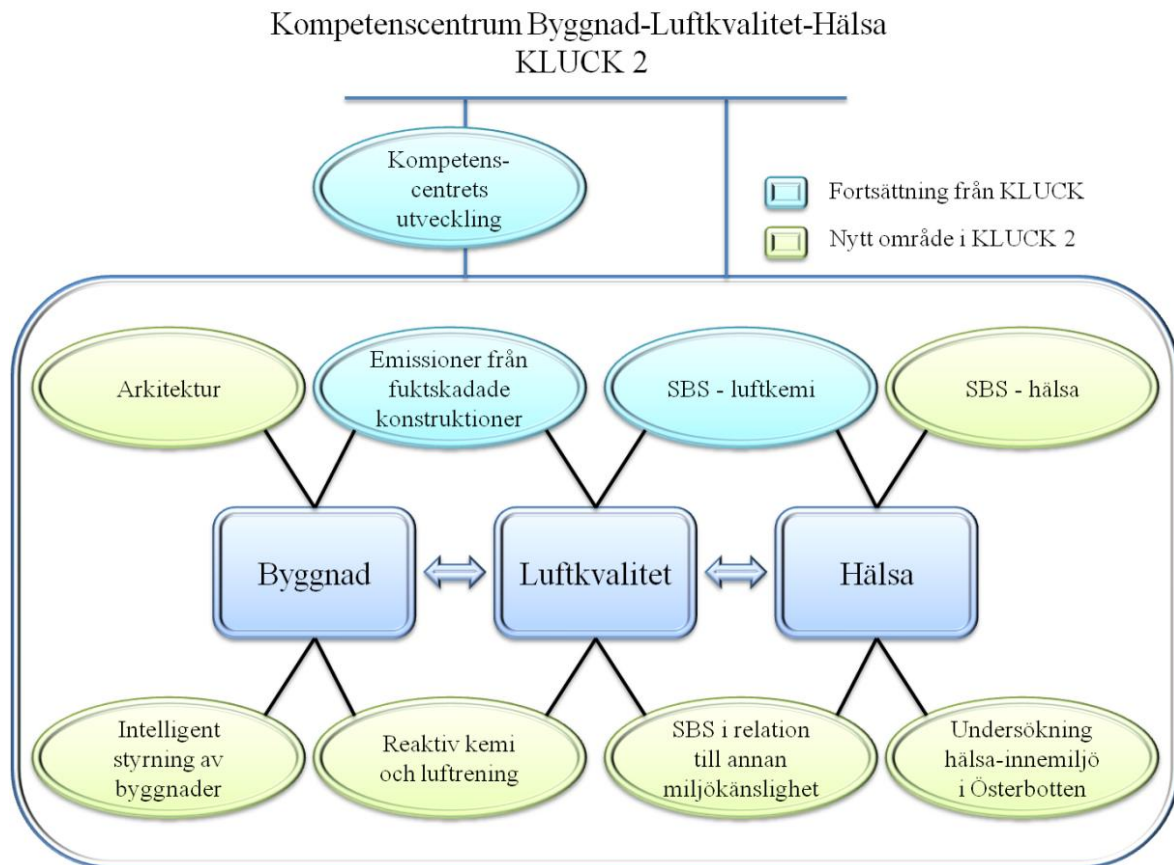 Kompetenscentrum Byggnad-Luftkvalitet-Hälsa
KLUCK 2
Kompetens-
centrets
utveckling
Fortsättning från KLUCK
Nytt område i KLUCK 2
Arkitektur
Emissioner från
fuktskadade
konstruktioner
SBS - luftkemi
SBS - hälsa
Byggnad
Luftkvalitet
Hälsa
Intelligent
styrning av
byggnader
Reaktiv kemi
och luftrening
SBS i relation
till annan
miljökänslighet
Undersökning
hälsa-innemiljö
i Österbotten